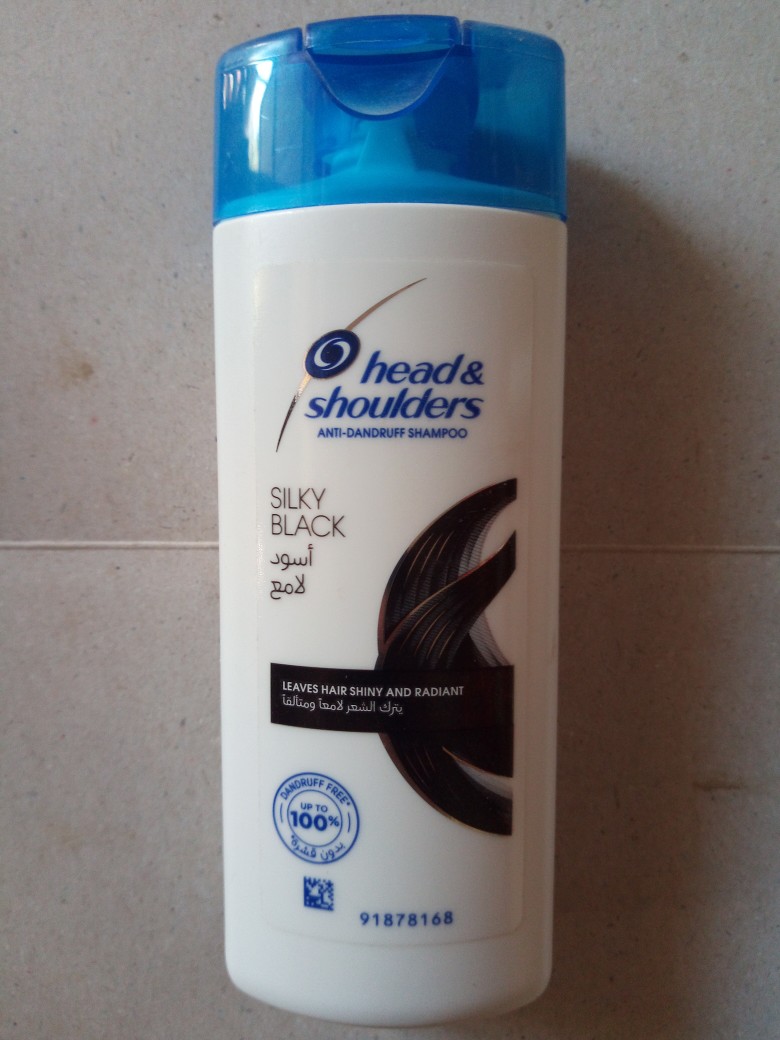 head &
shoulders
ANTI-DANDRUFF SHAMPOO
SILKY
BLACK
أسود
لامع
LEAVES HAIR SHINY AND RADIANT
يترك الشعر لامعاً ومتألقاً
DANDRUFF FREE*
UP TO
100%
بدون قشرة*
91878168